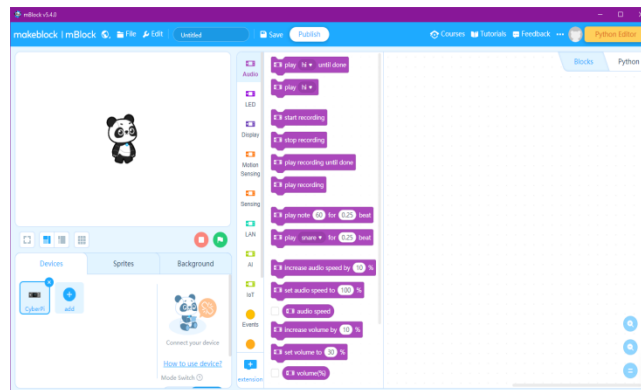 mBlock v5.4.0
makeblock | mBlock File Edit Untitled Save Publish Courses Tutorials Feedback Python Editor
Blocks Python
Audio
LED
Display
Motion
Sensing
Sensing
LAN
AI
IoT
Events
extension
play hi until done
play hi
start recording
stop recording
play recording until done
play recording
play note 60 for 0.25 beat
play snare for 0.25 beat
increase audio speed by 10 %
set audio speed to 100 %
audio speed
increase volume by 10 %
set volume to 30 %
volume(%)
Devices Sprites Background
CyberPi
add
Connect your device
How to use device?
Mode Switch